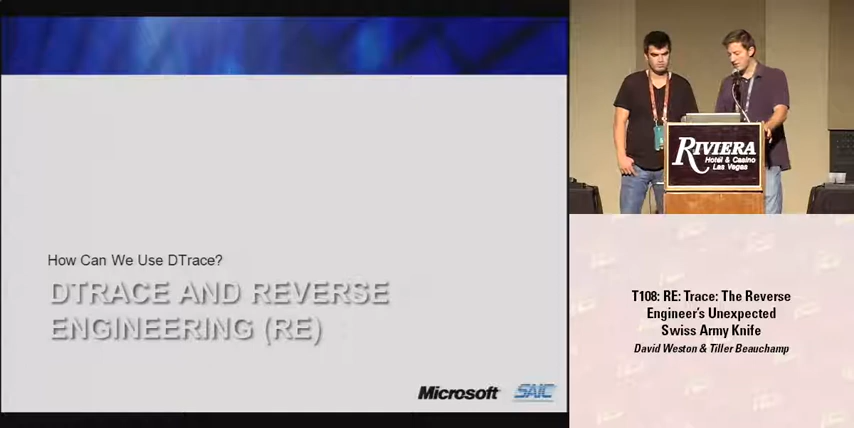 How Can We Use DTrace?
DTRACE AND REVERSE
ENGINEERING (RE)
Microsoft
SAIC
RIVIERA
Hotel & Casino
Las Vegas
T108: RE: Trace: The Reverse
Engineer's Unexpected
Swiss Army Knife
David Weston & Tiller Beauchamp